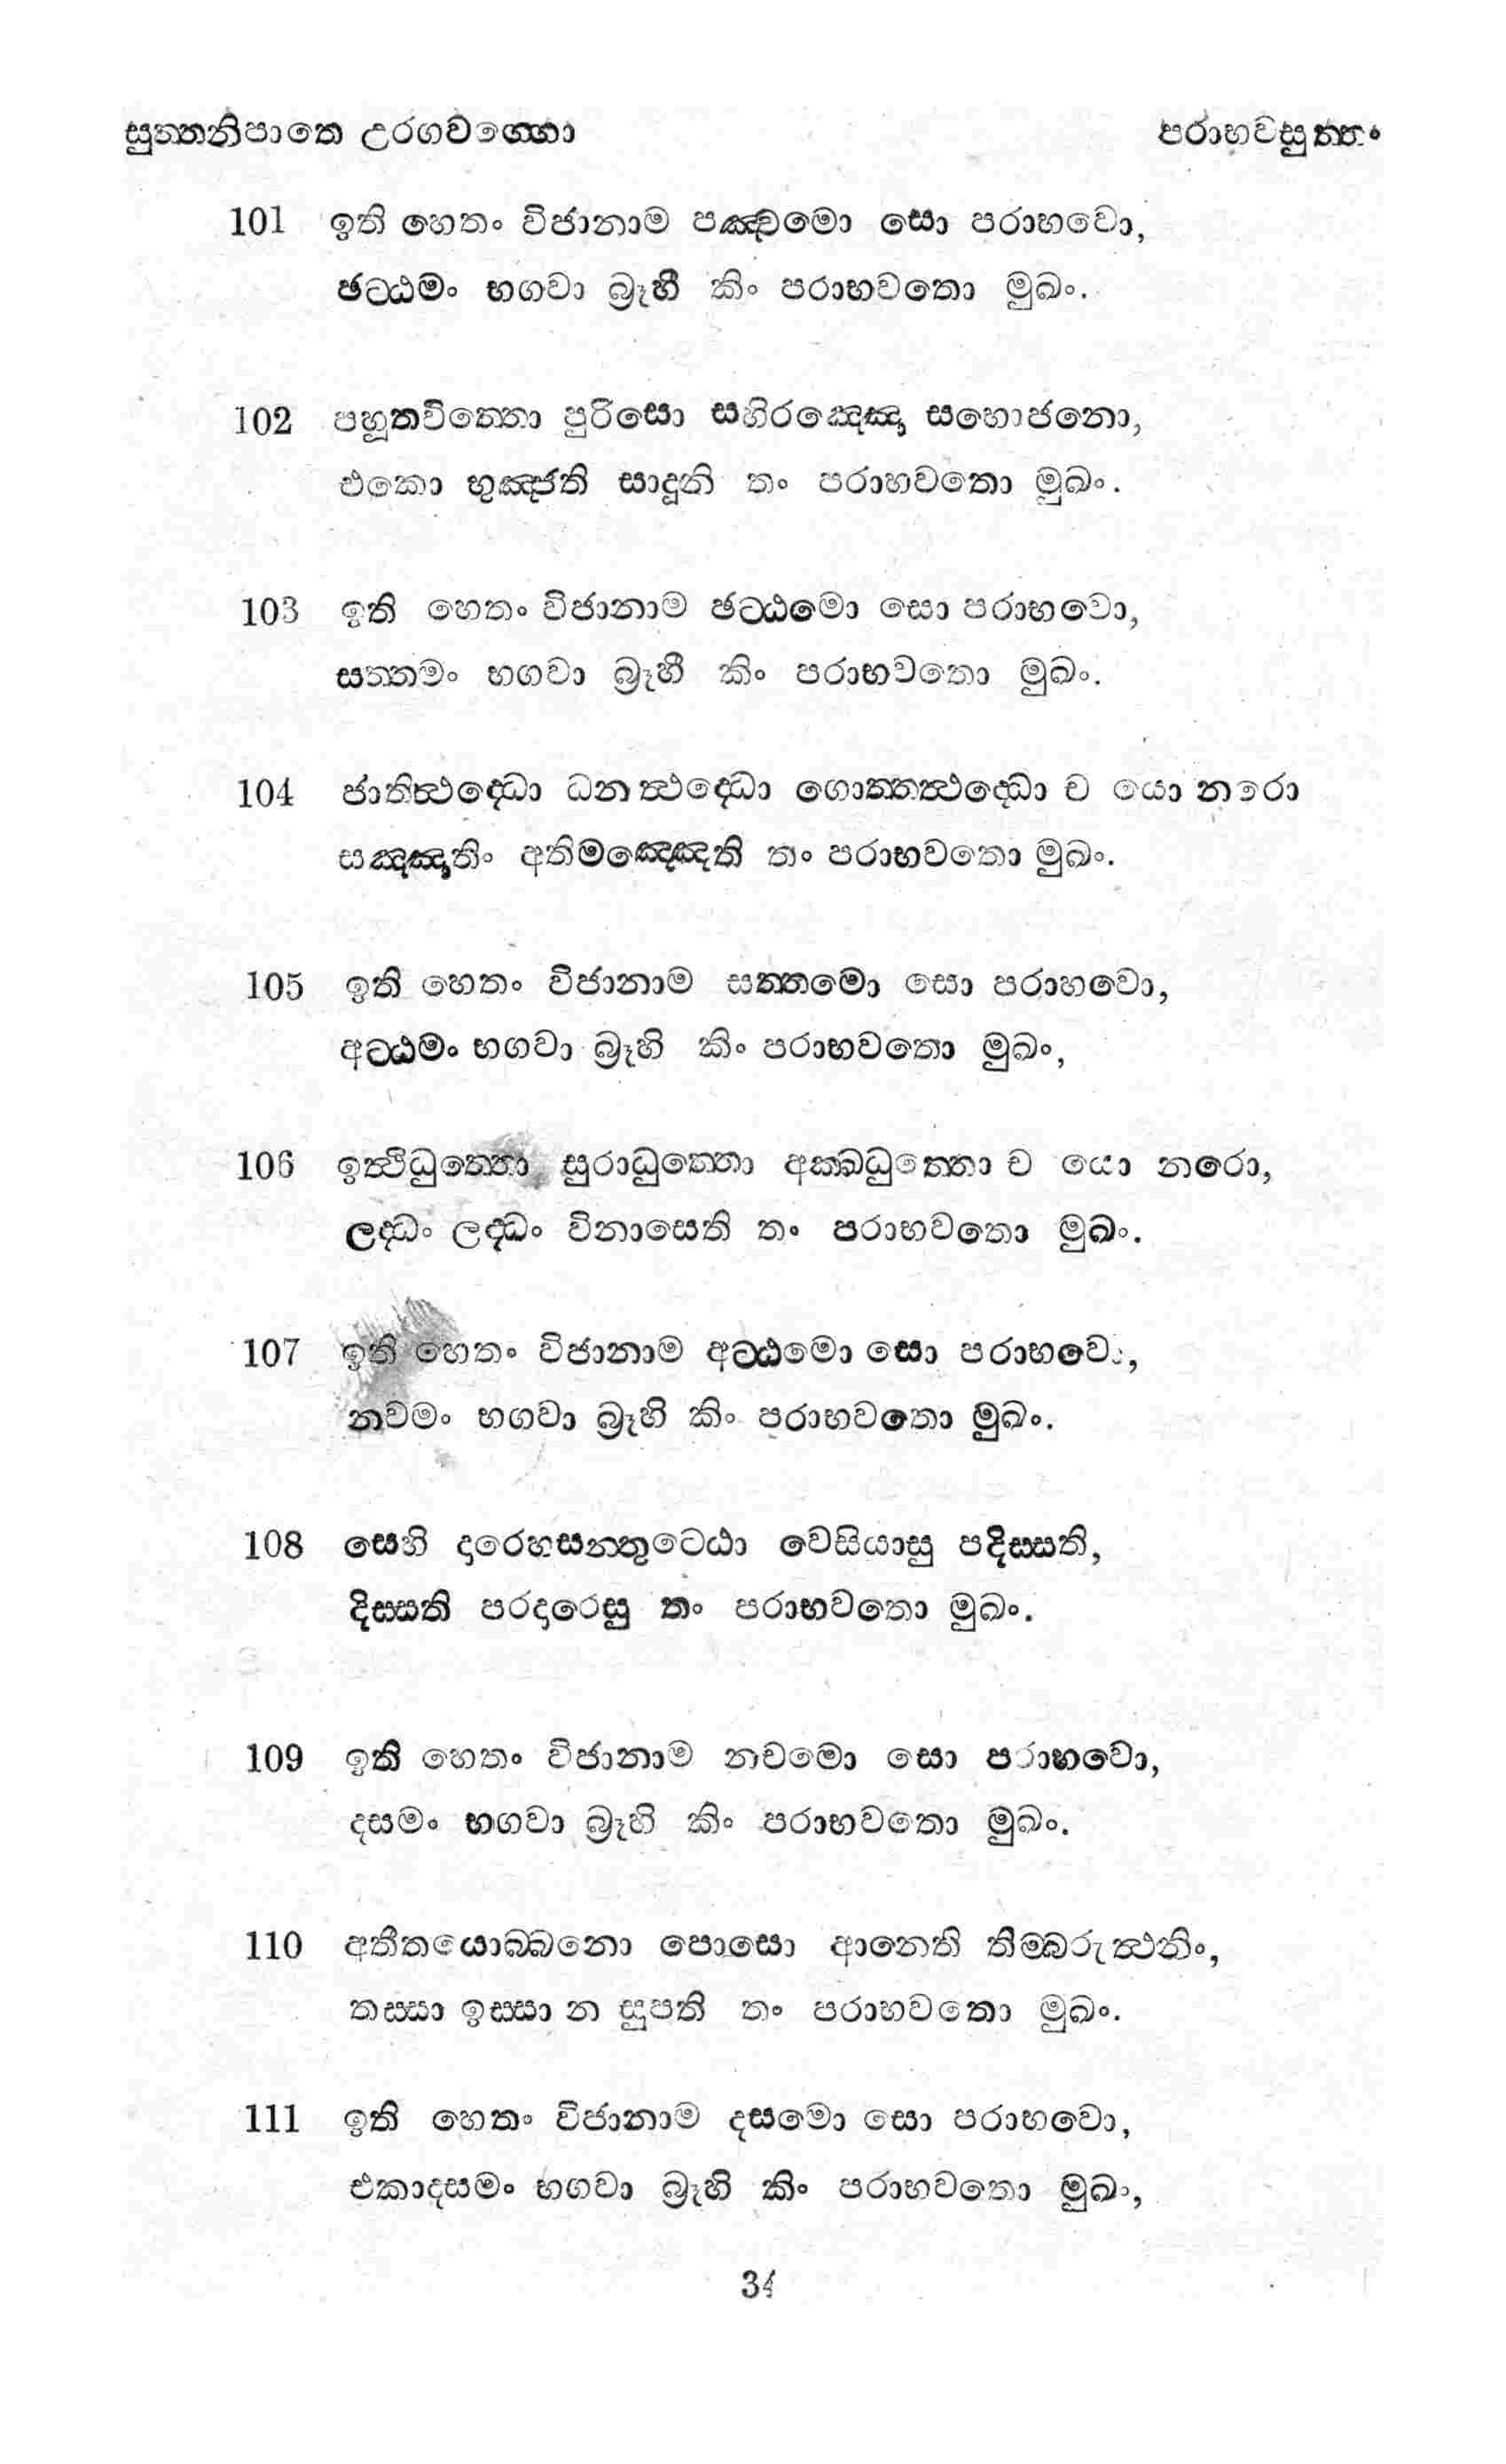 සුත්තනිපාතෙ උරගවග්ගො පරාභවසුත්තං
101 ඉති හෙතං විජානාම පඤ්චමො සො පරාභවො,
ඡට්ඨමං භගවා බ්‍රූහී කිං පරාභවතො මුඛං.
102 පහූතවිත්තො පුරිසො සහිරඤ්ඤෙ සභොජනො,
එකො භුඤ්ජති සාදූනි තං පරාභවතො මුඛං.
103 ඉති හෙතං විජානාම ඡට්ඨමො සො පරාභවො,
සත්තමං භගවා බ්‍රූහී කිං පරාභවතො මුඛං.
104 ජාතිත්ථද්ධො ධනත්ථද්ධො ගොත්තත්ථද්ධො ච යො නරො
සඤ්ඤාතිං අතිමඤ්ඤෙති තං පරාභවතො මුඛං.
105 ඉති හෙතං විජානාම සත්තමො සො පරාභවො,
අට්ඨමං භගවා බ්‍රූහි කිං පරාභවතො මුඛං,
106 ඉත්ථිධුත්තො සුරාධුත්තො අක්ඛධුත්තො ච යො නරො,
ලද්ධං ලද්ධං විනාසෙති තං පරාභවතො මුඛං.
107 ඉති හෙතං විජානාම අට්ඨමො සො පරාභවො,
නවමං භගවා බ්‍රූහි කිං පරාභවතො මුඛං.
108 සෙහි දාරෙහසන්තුට්ඨො වෙසියාසු පදිස්සති,
දිස්සති පරදාරෙසු තං පරාභවතො මුඛං.
109 ඉති හෙතං විජානාම නවමො සො පරාභවො,
දසමං භගවා බ්‍රූහි කිං පරාභවතො මුඛං.
110 අතීතයොබ්බනො පොසො ආනෙති තිම්බරුත්ථනිං,
තස්සා ඉස්සා න සුපති තං පරාභවතො මුඛං.
111 ඉති හෙතං විජානාම දසමො සො පරාභවො,
එකාදසමං භගවා බ්‍රූහි කිං පරාභවතො මුඛං,
34